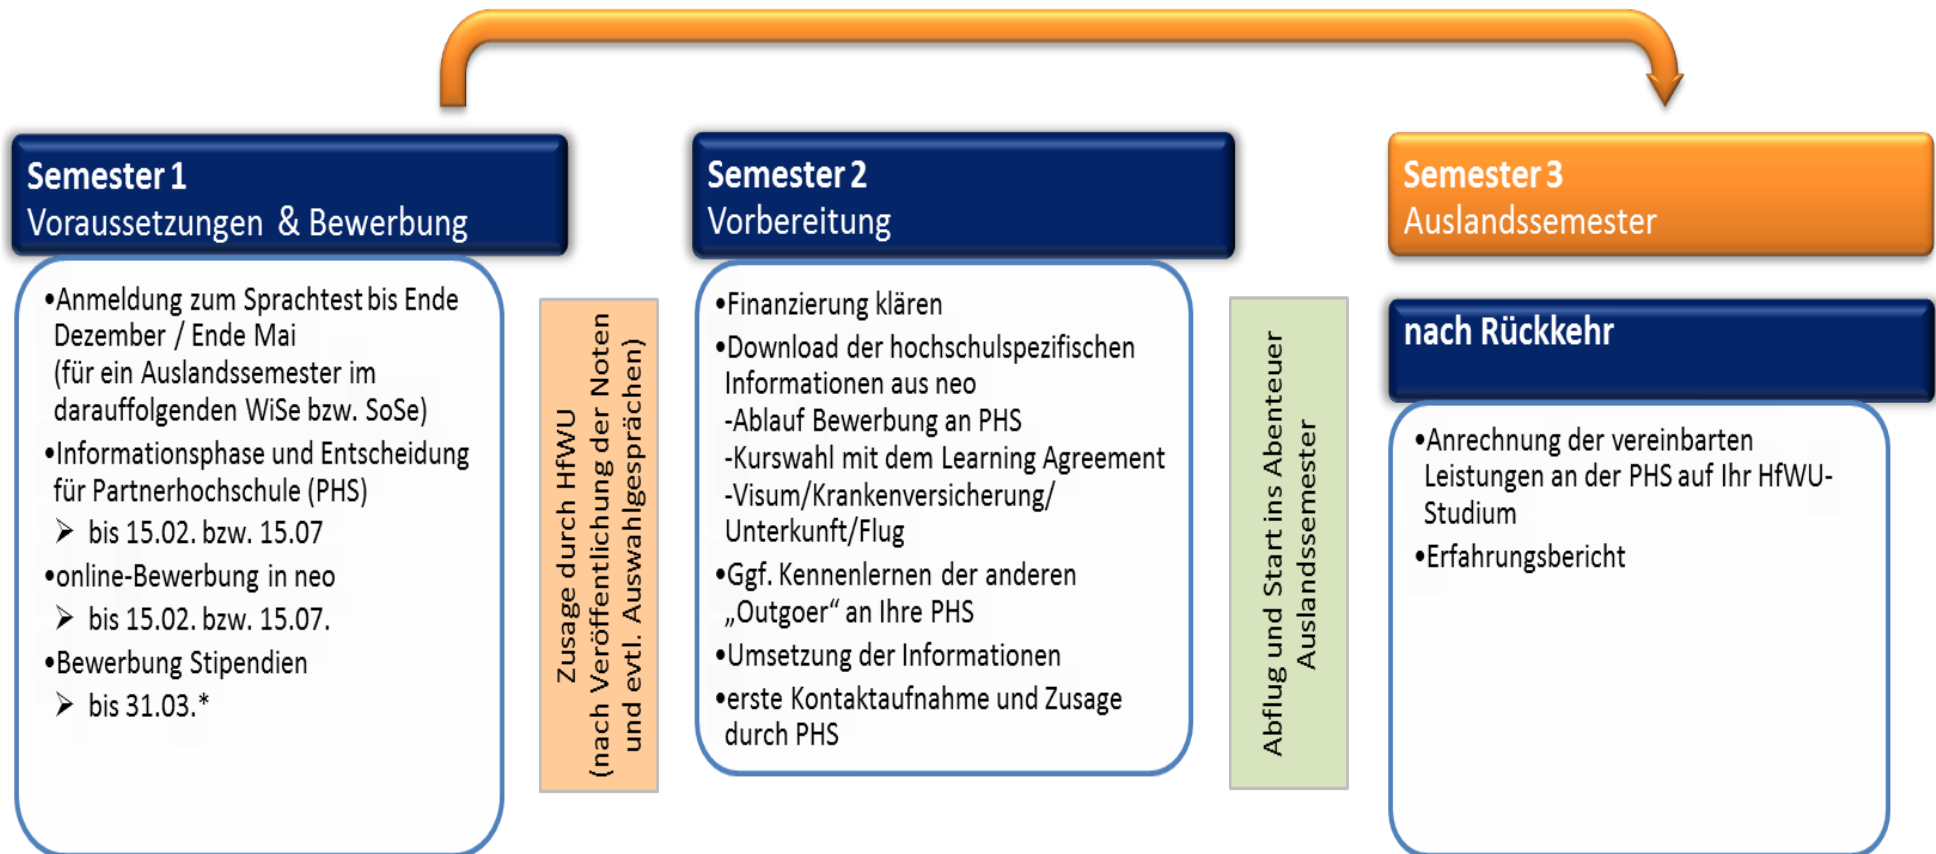 Semester 1
Voraussetzungen & Bewerbung
•Anmeldung zum Sprachtest bis Ende
Dezember / Ende Mai
(für ein Auslandssemester im
darauffolgenden WiSe bzw. SoSe)
•Informationsphase und Entscheidung
für Partnerhochschule (PHS)
➢ bis 15.02. bzw. 15.07
•online-Bewerbung in neo
➢ bis 15.02. bzw. 15.07.
•Bewerbung Stipendien
➢ bis 31.03.*
Zusage durch HfWU
(nach Veröffentlichung der Noten
und evtl. Auswahlgesprächen)
Semester 2
Vorbereitung
•Finanzierung klären
•Download der hochschulspezifischen
Informationen aus neo
-Ablauf Bewerbung an PHS
-Kurswahl mit dem Learning Agreement
-Visum/Krankenversicherung/
Unterkunft/Flug
•Ggf. Kennenlernen der anderen
„Outgoer“ an Ihre PHS
•Umsetzung der Informationen
•erste Kontaktaufnahme und Zusage
durch PHS
Abflug und Start ins Abenteuer
Auslandssemester
Semester 3
Auslandssemester
nach Rückkehr
•Anrechnung der vereinbarten
Leistungen an der PHS auf Ihr HfWU-
Studium
•Erfahrungsbericht